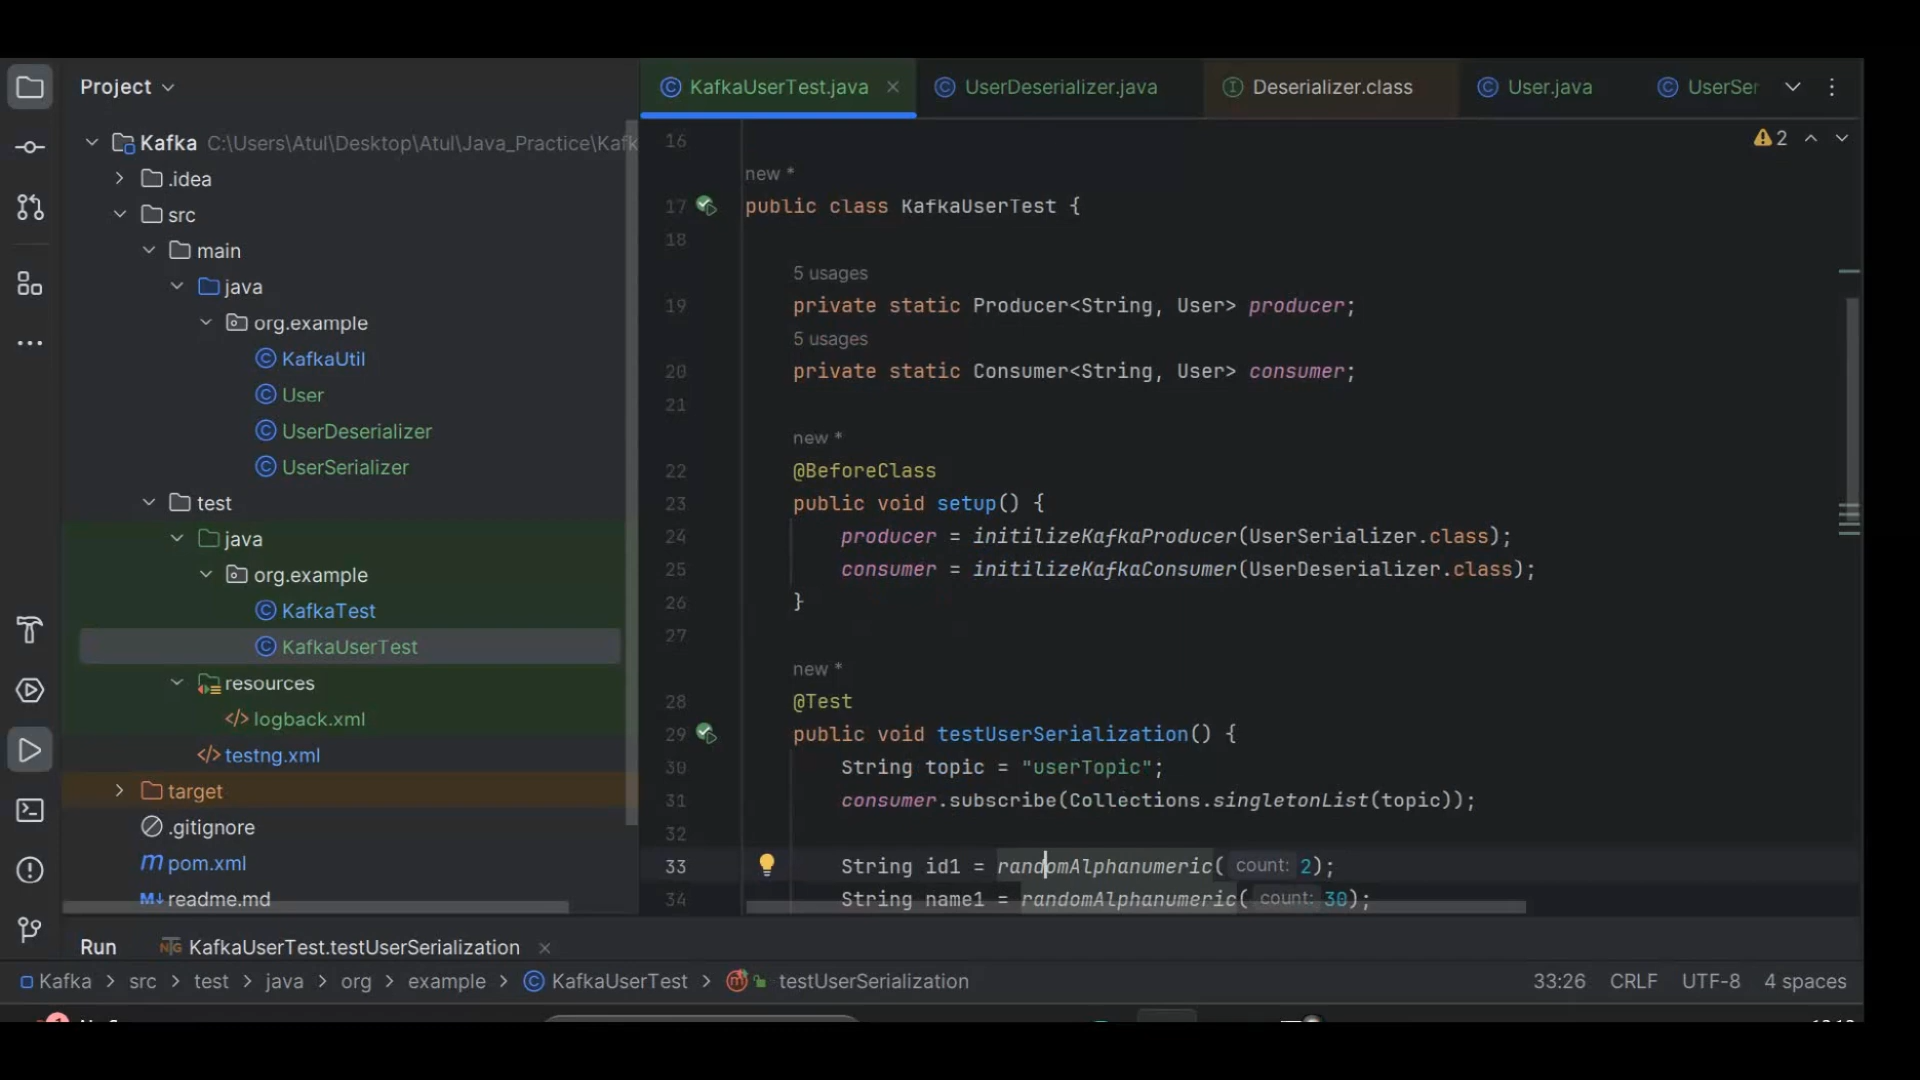 Project
KafkaUserTest.java
UserDeserializer.java
Deserializer.class
User.java
UserSer
Kafka C:\Users\Atul\Desktop\Atul\Java_Practice\Kafk
.idea
src
main
java
org.example
KafkaUtil
User
UserDeserializer
UserSerializer
test
java
org.example
KafkaTest
KafkaUserTest
resources
logback.xml
testng.xml
target
.gitignore
pom.xml
readme.md
2
16
new *
17 public class KafkaUserTest {
18
5 usages
19 private static Producer<String, User> producer;
5 usages
20 private static Consumer<String, User> consumer;
21
new *
22 @BeforeClass
23 public void setup() {
24 producer = initilizeKafkaProducer(UserSerializer.class);
25 consumer = initilizeKafkaConsumer(UserDeserializer.class);
26 }
27
new *
28 @Test
29 public void testUserSerialization() {
30 String topic = "userTopic";
31 consumer.subscribe(Collections.singletonList(topic));
32
33 String id1 = randomAlphanumeric( count: 2);
34 String name1 = randomAlphanumeric( count: 30);
Run KafkaUserTest.testUserSerialization
Kafka > src > test > java > org > example > KafkaUserTest > testUserSerialization
33:26 CRLF UTF-8 4 spaces